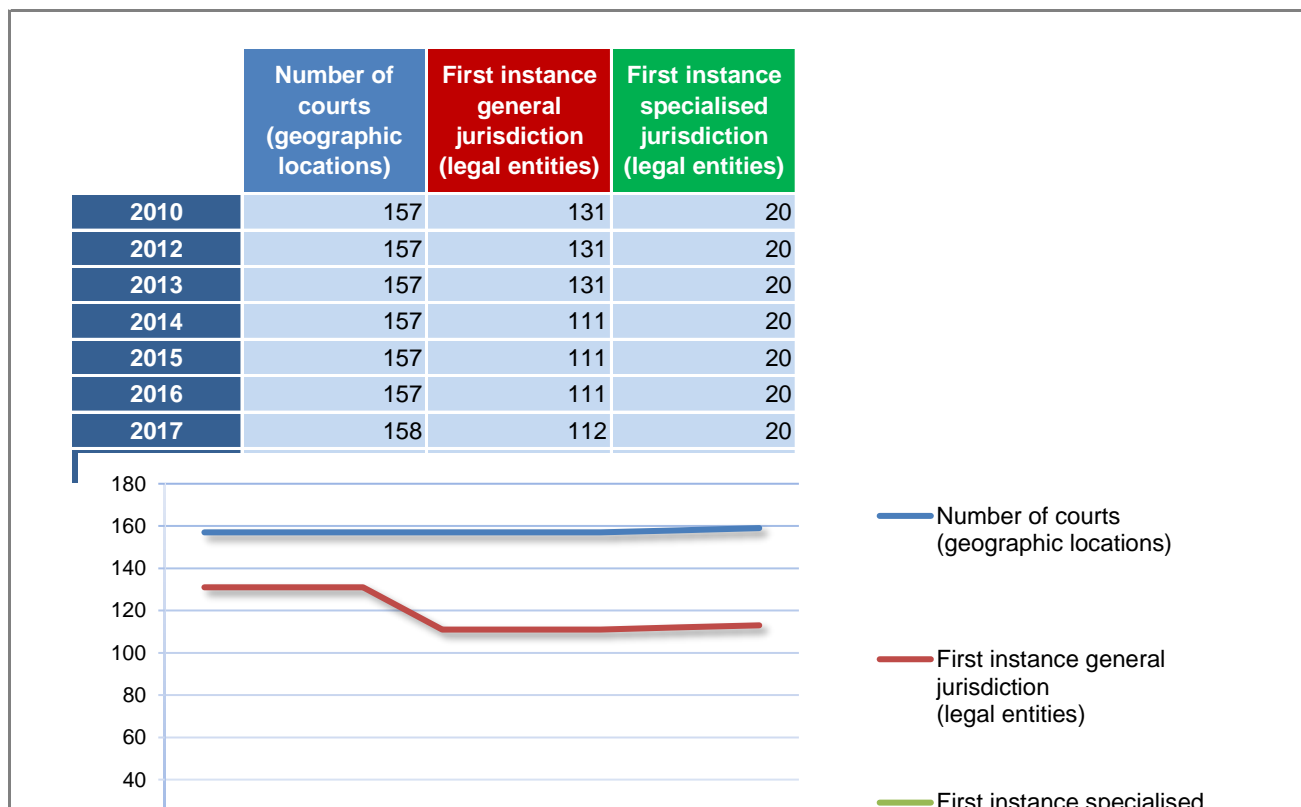 Number of
courts
(geographic
locations)
First instance
general
jurisdiction
(legal entities)
First instance
specialised
jurisdiction
(legal entities)
2010 157 131 20
2012 157 131 20
2013 157 131 20
2014 157 111 20
2015 157 111 20
2016 157 111 20
2017 158 112 20
180
160
140
120
100
80
60
40
Number of courts
(geographic locations)
First instance general
jurisdiction
(legal entities)
First instance specialised